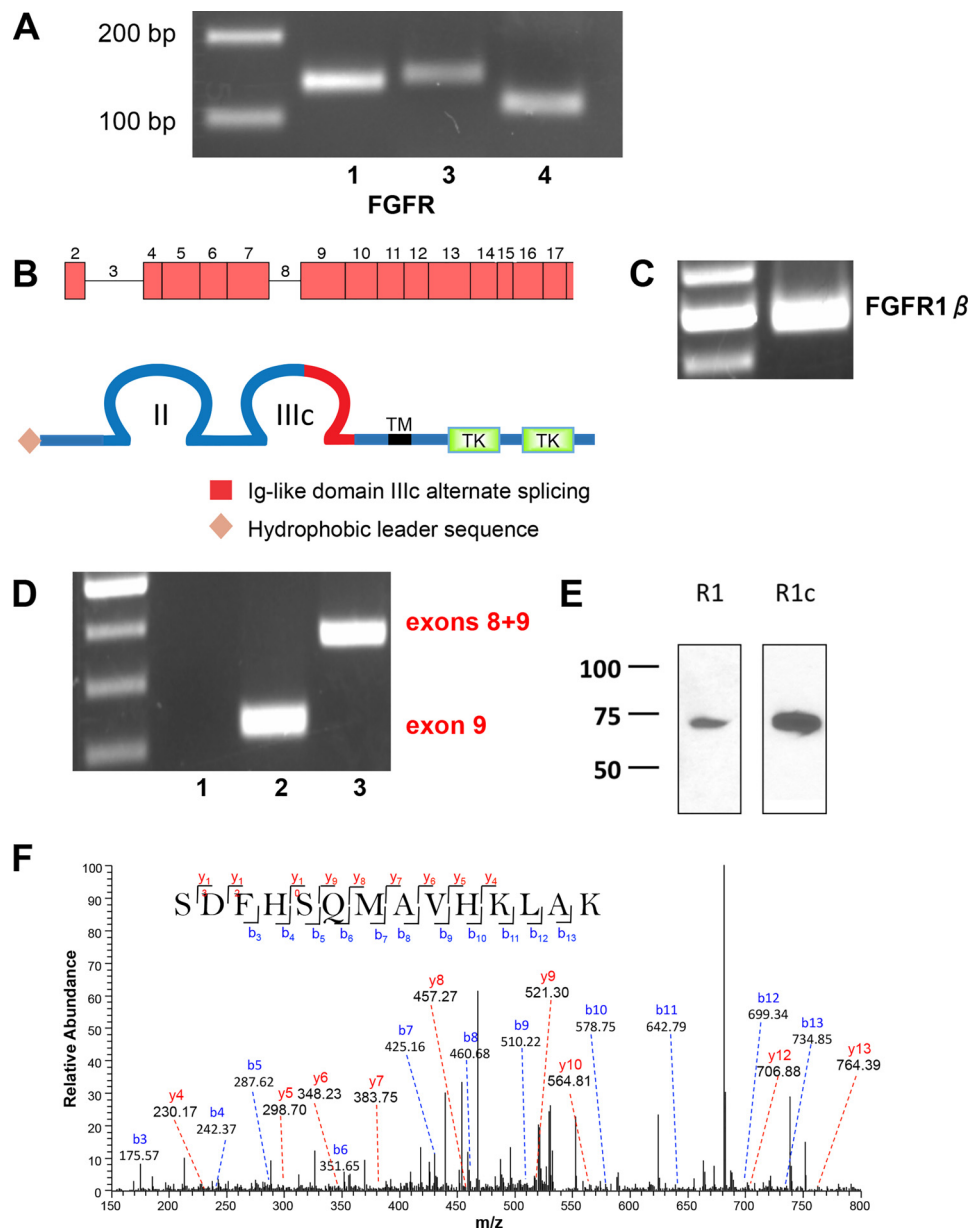 A
200 bp
100 bp
1 3 4
FGFR
B
2 3 4 5 6 7 8 9 10 11 12 13 14 15 16 17
II IIIc TM TK TK
Ig-like domain IIIc alternate splicing
Hydrophobic leader sequence
C
FGFR1 β
D
exons 8+9
exon 9
1 2 3
E
R1 R1c
100
75
50
F
y13 y12 y10 y9 y8 y7 y6 y5 y4
S D F H S Q M A V H K L A K
b3 b4 b5 b6 b7 b8 b9 b10 b11 b12 b13
Relative Abundance
100
90
80
70
60
50
40
30
20
10
0
b3
175.57
y4
230.17
b4
242.37
b5
287.62
y5
298.70
y6
348.23
b6
351.65
y7
383.75
b7
425.16
y8
457.27
b8
460.68
b9
510.22
y9
521.30
y10
564.81
b10
578.75
b11
642.79
b12
699.34
y12
706.88
b13
734.85
y13
764.39
150 200 250 300 350 400 450 500 550 600 650 700 750 800
m/z